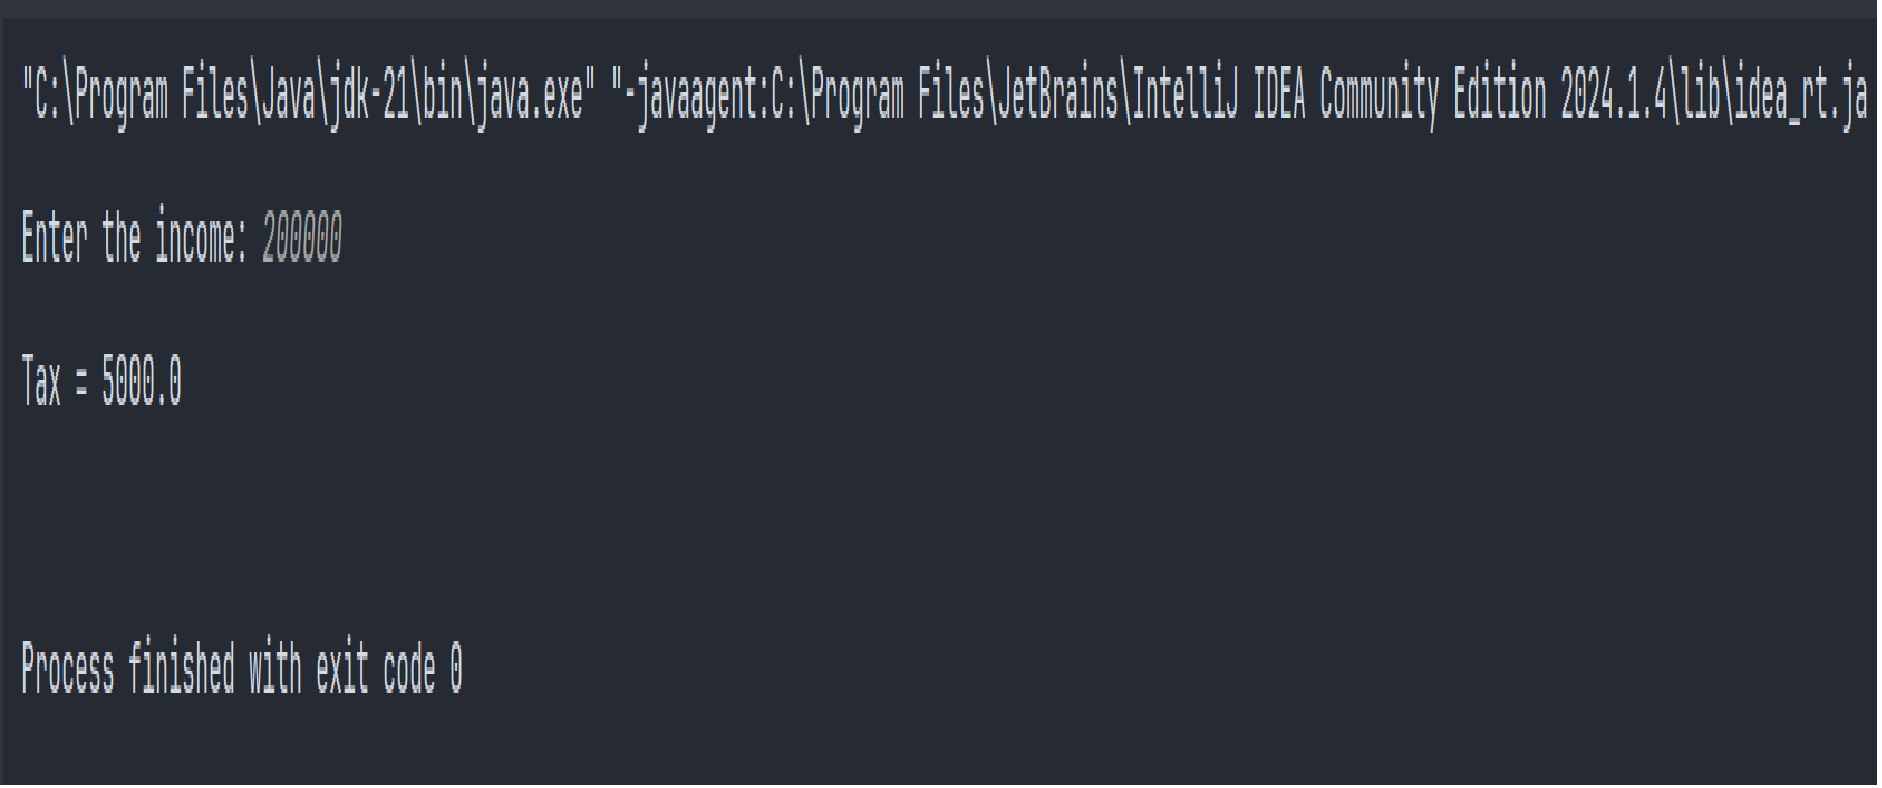 "C:\Program Files\Java\jdk-21\bin\java.exe" "-javaagent:C:\Program Files\JetBrains\IntelliJ IDEA Community Edition 2024.1.4\lib\idea_rt.ja
Enter the income: 200000
Tax = 5000.0
Process finished with exit code 0